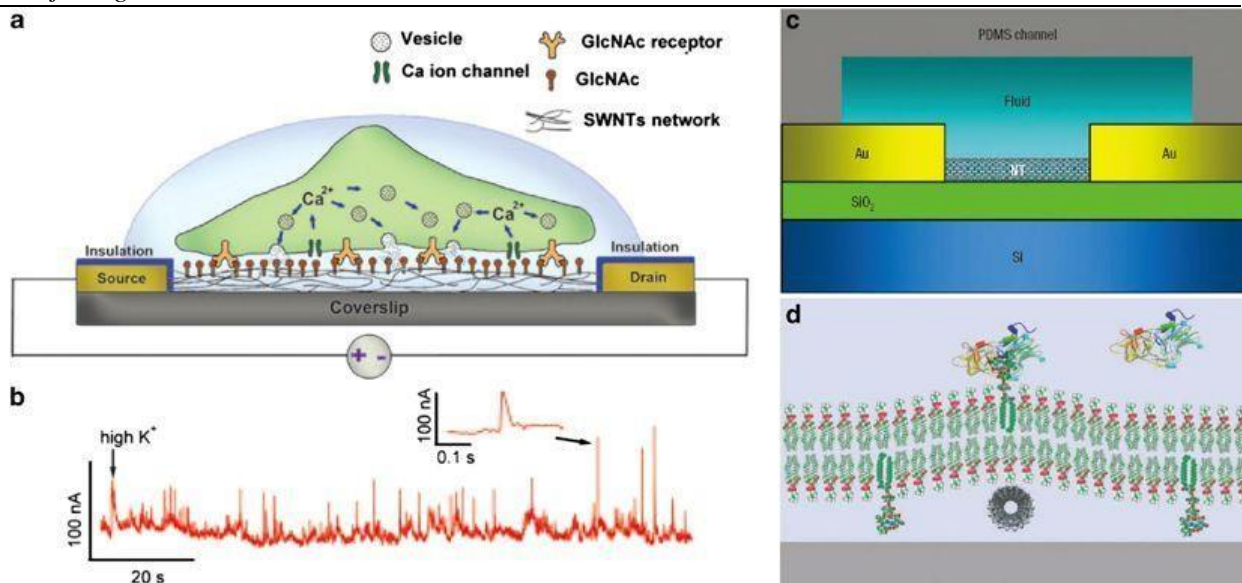 a
Vesicle
Ca ion channel
GlcNAc receptor
GlcNAc
SWNTs network
Ca2+
Ca2+
Insulation
Insulation
Source
Drain
Coverslip
+ -
b
high K+
100 nA
20 s
100 nA
0.1 s
c
PDMS channel
Fluid
Au
Au
NT
SiO2
Si
d